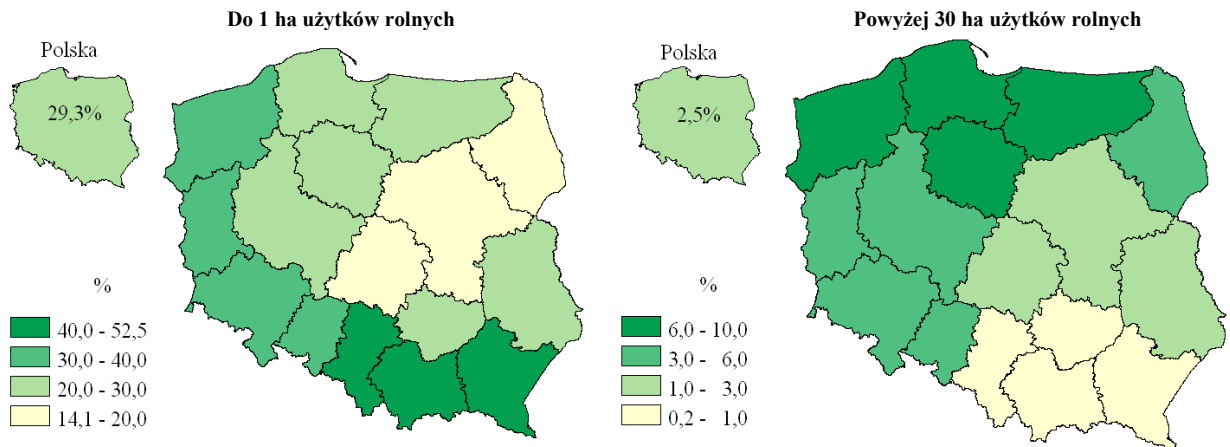 Do 1 ha użytków rolnych
Polska
29,3%
%
40,0 - 52,5
30,0 - 40,0
20,0 - 30,0
14,1 - 20,0
Powyżej 30 ha użytków rolnych
Polska
2,5%
%
6,0 - 10,0
3,0 - 6,0
1,0 - 3,0
0,2 - 1,0